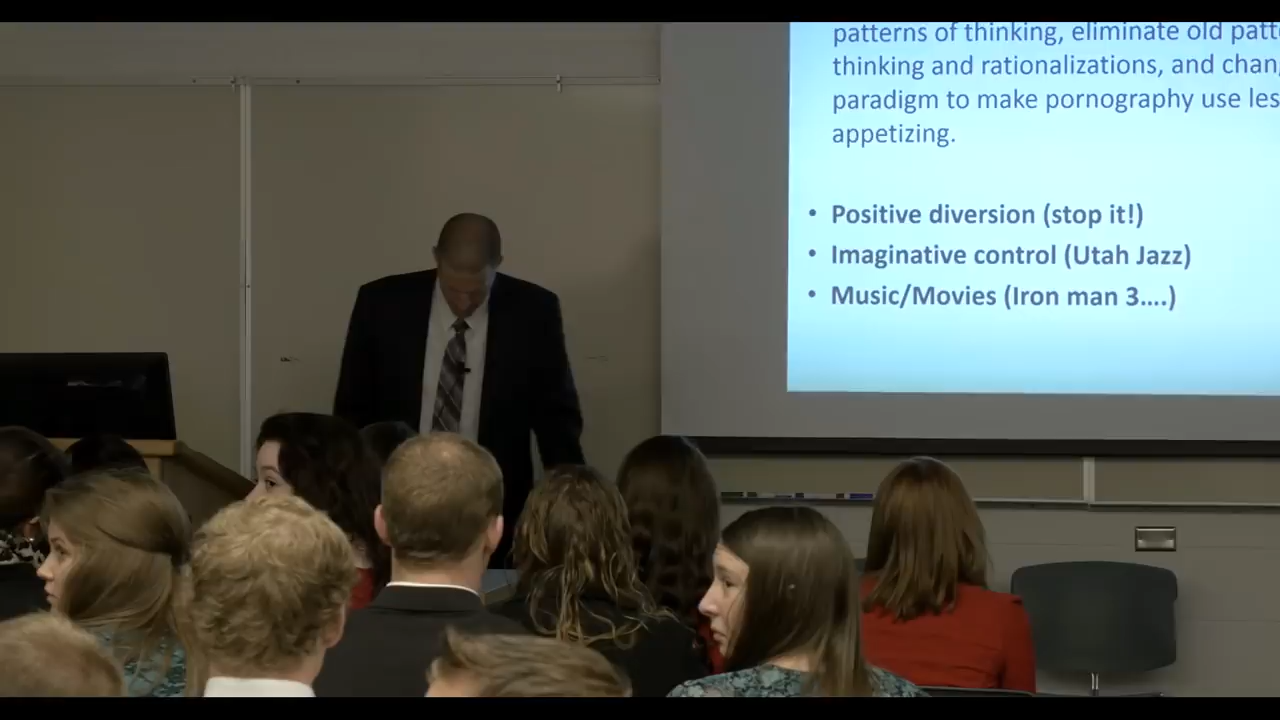 patterns of thinking, eliminate old patt
thinking and rationalizations, and chan
paradigm to make pornography use les
appetizing.
• Positive diversion (stop it!)
• Imaginative control (Utah Jazz)
• Music/Movies (Iron man 3....)